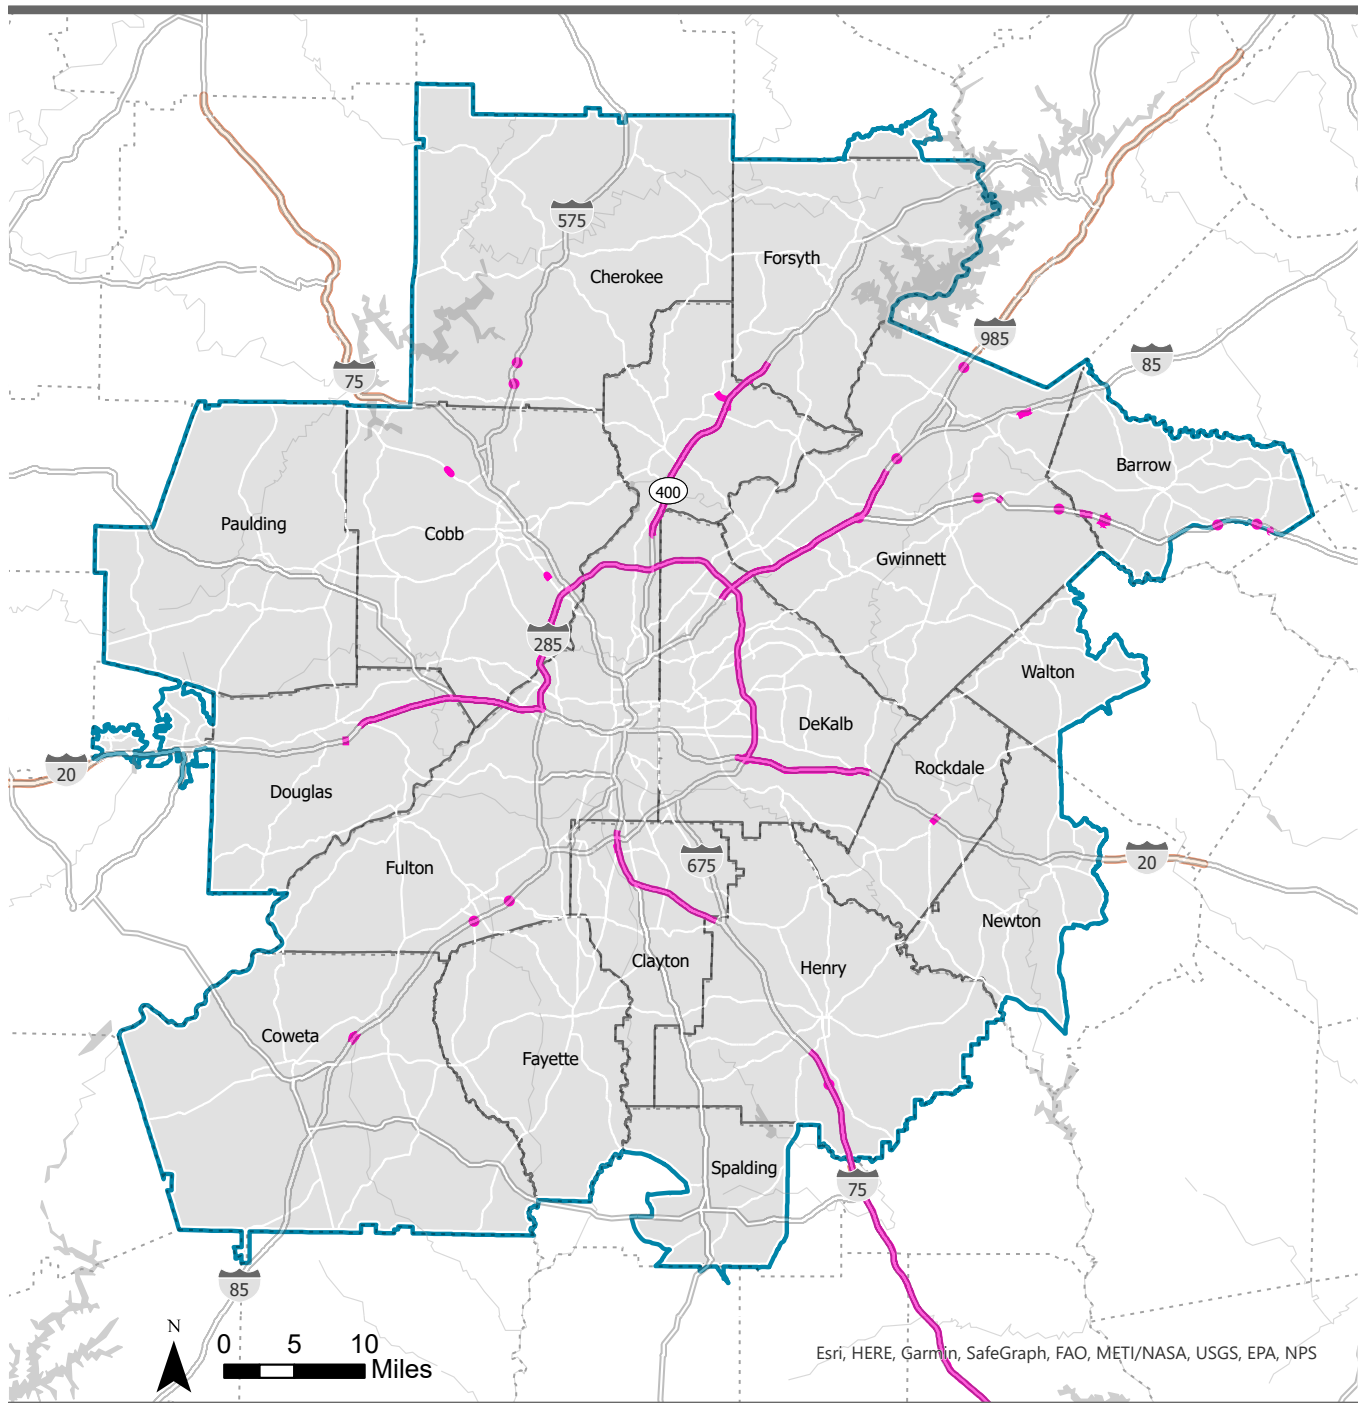 575
Forsyth
Cherokee
985
85
75
Barrow
400
Paulding
Cobb
Gwinnett
285
Walton
DeKalb
20
Rockdale
Douglas
20
675
Fulton
Newton
Clayton
Henry
Coweta
Fayette
Spalding
75
85
N
0 5 10
Miles
Esri, HERE, Garmin, SafeGraph, FAO, METI/NASA, USGS, EPA, NPS